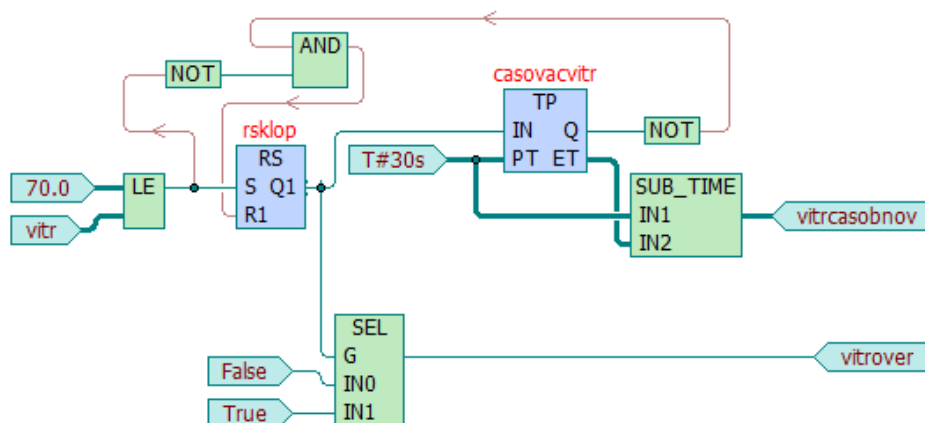 AND
NOT
casovacvitr
TP
IN Q
NOT
PT ET
T#30s
rsklop
RS
S Q1
R1
70.0
LE
vitr
SUB_TIME
IN1
IN2
vitrcasobnov
SEL
G
IN0
IN1
False
True
vitrover